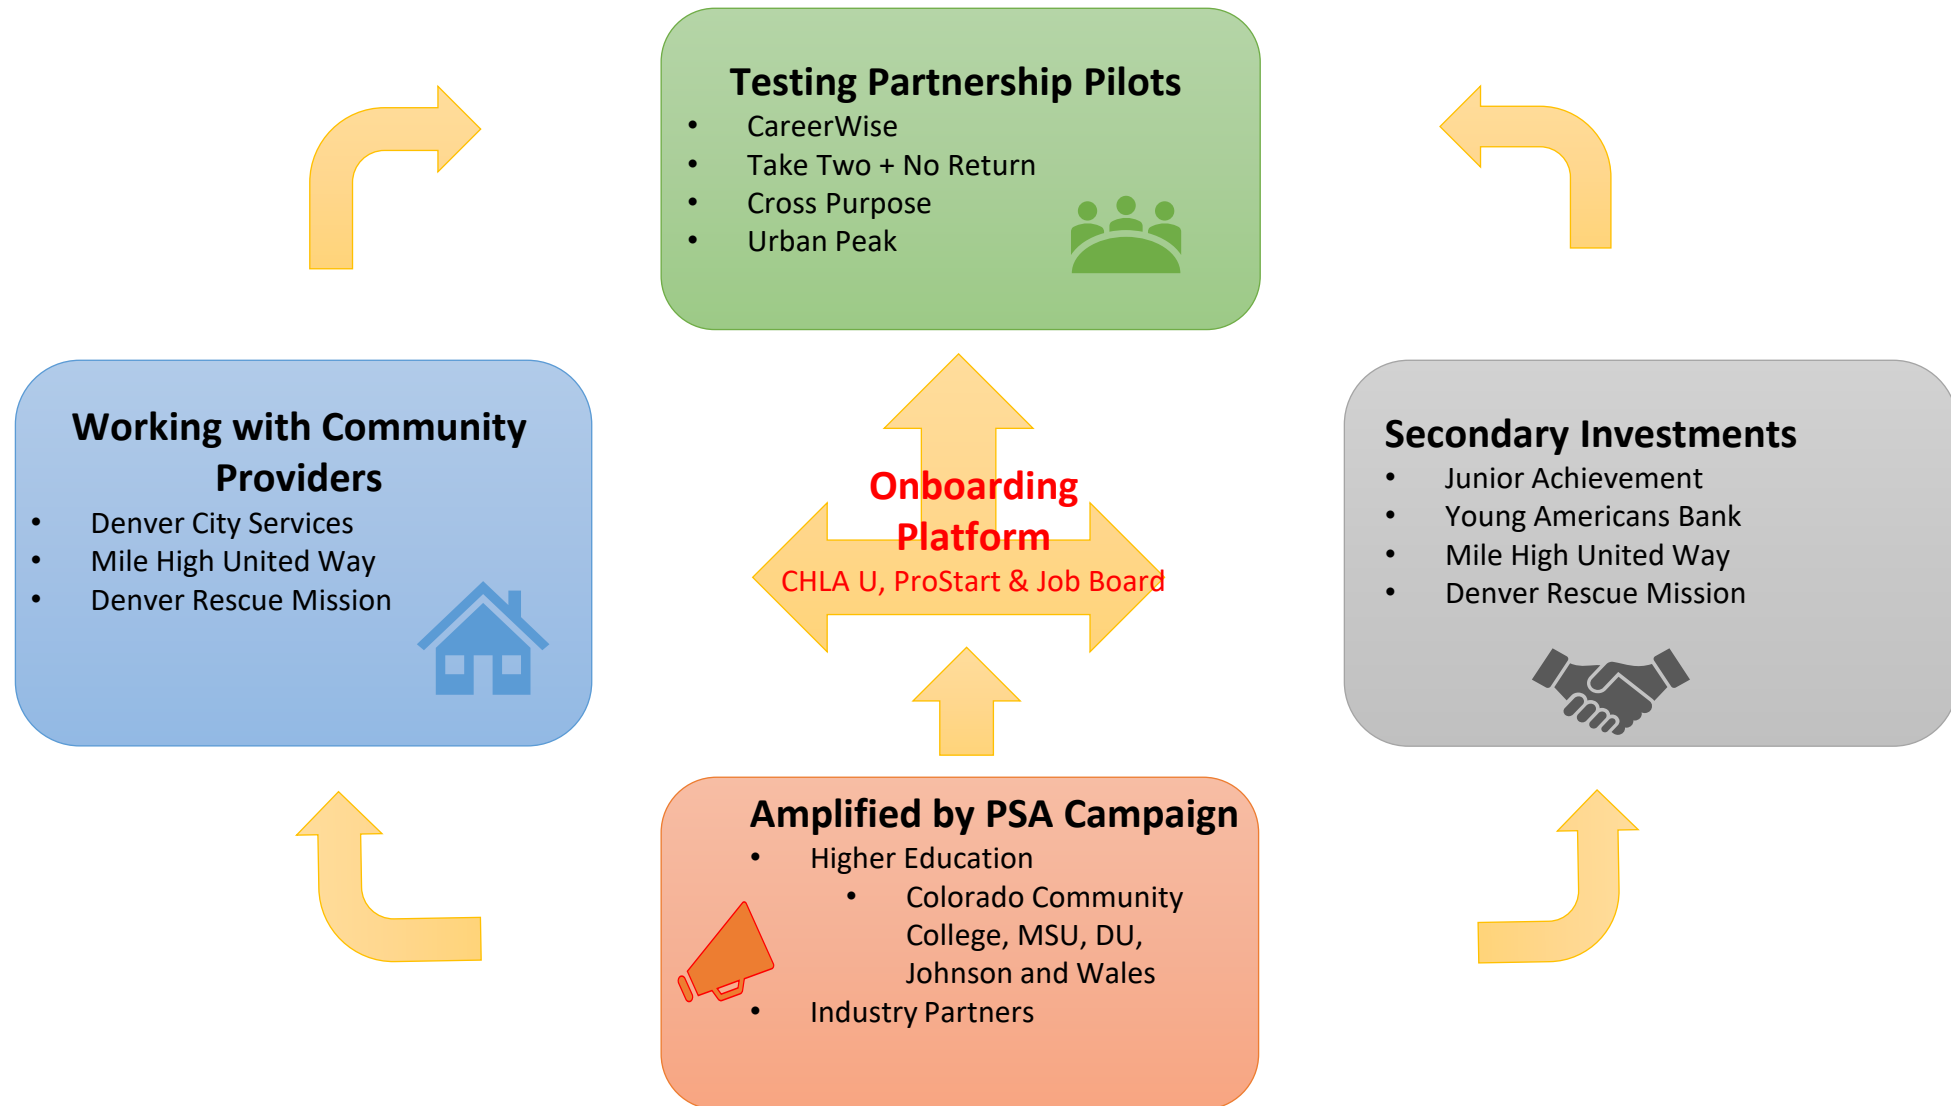 Testing Partnership Pilots
• CareerWise
• Take Two + No Return
• Cross Purpose
• Urban Peak
Working with Community
Providers
• Denver City Services
• Mile High United Way
• Denver Rescue Mission
Onboarding
Platform
CHLA U, ProStart & Job Board
Secondary Investments
• Junior Achievement
• Young Americans Bank
• Mile High United Way
• Denver Rescue Mission
Amplified by PSA Campaign
• Higher Education
• Colorado Community
College, MSU, DU,
Johnson and Wales
• Industry Partners